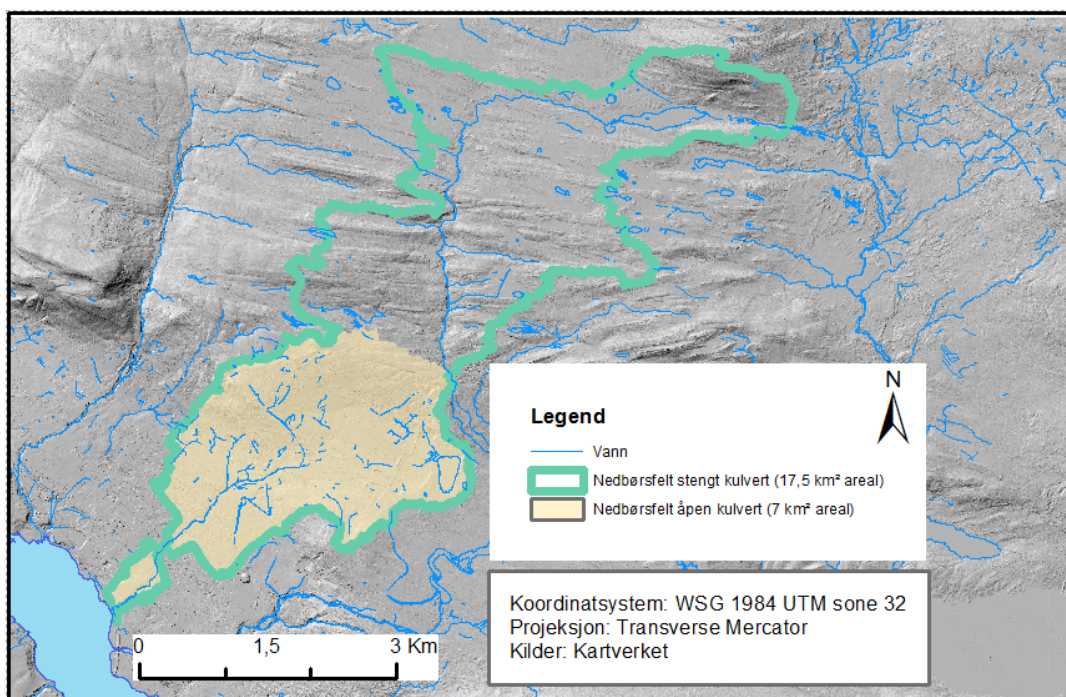 N
Legend
Vann
Nedbørsfelt stengt kulvert (17,5 km² areal)
Nedbørsfelt åpen kulvert (7 km² areal)
Koordinatsystem: WSG 1984 UTM sone 32
Projeksjon: Transverse Mercator
Kilder: Kartverket
0 1,5 3 Km